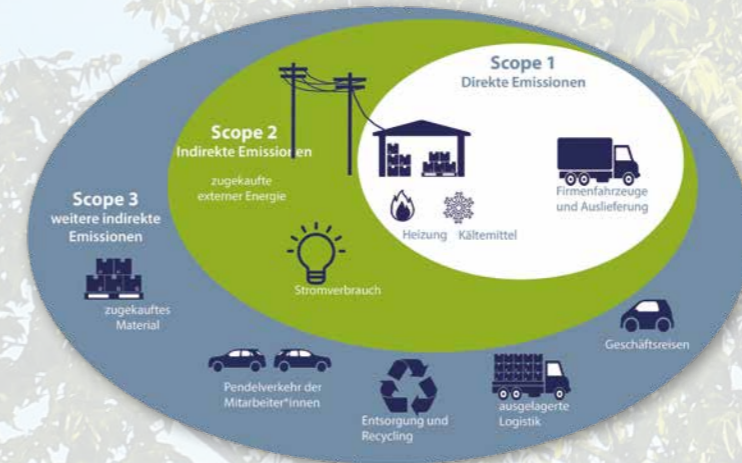 Scope 1
Direkte Emissionen
Scope 2
Indirekte Emissionen
zugekaufte
externer Energie
Firmenfahrzeuge
und Auslieferung
Heizung
Kältemittel
Scope 3
weitere indirekte
Emissionen
Stromverbrauch
zugekauftes
Material
Geschäftsreisen
Pendelverkehr der
Mitarbeiter*innen
Entsorgung und
Recycling
ausgelagerte
Logistik